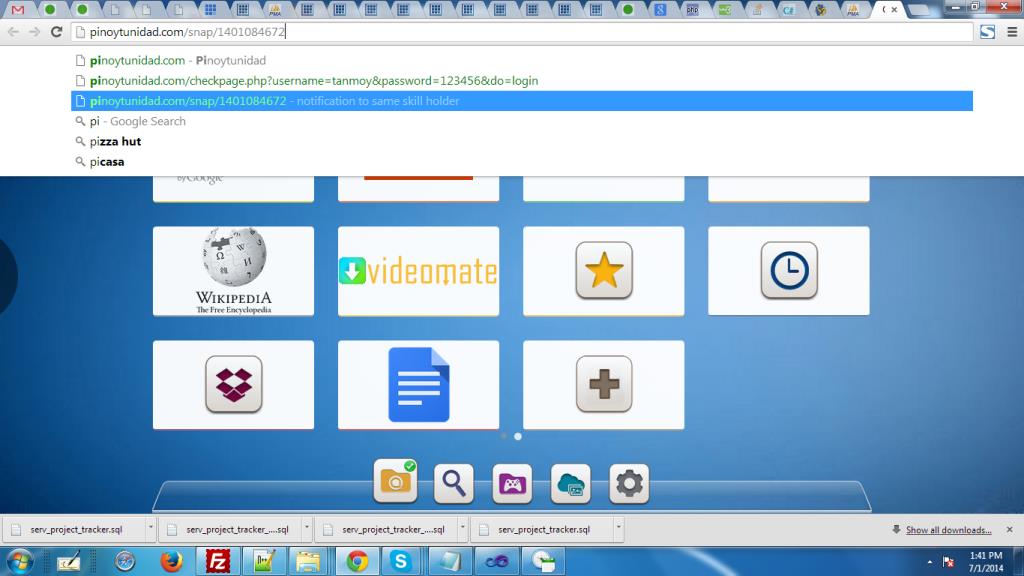 pinoytunidad.com/snap/1401084672
pinoytunidad.com - Pinoytunidad
pinoytunidad.com/checkpage.php?username=tanmoy&password=123456&do=login
pinoytunidad.com/snap/1401084672 - notification to same skill holder
pi - Google Search
pizza hut
picasa
by Google
WIKIPEDIA
The Free Encyclopedia
videomate
serv_project_tracker.sql
serv_project_tracker_....sql
serv_project_tracker_....sql
serv_project_tracker.sql
Show all downloads...
1:41 PM
7/1/2014